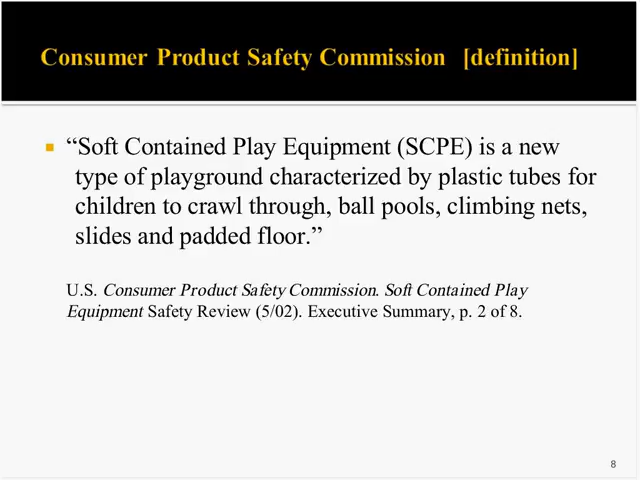 Consumer Product Safety Commission [definition]
“Soft Contained Play Equipment (SCPE) is a new
type of playground characterized by plastic tubes for
children to crawl through, ball pools, climbing nets,
slides and padded floor.”
U.S. Consumer Product Safety Commission. Soft Contained Play
Equipment Safety Review (5/02). Executive Summary, p. 2 of 8.
8